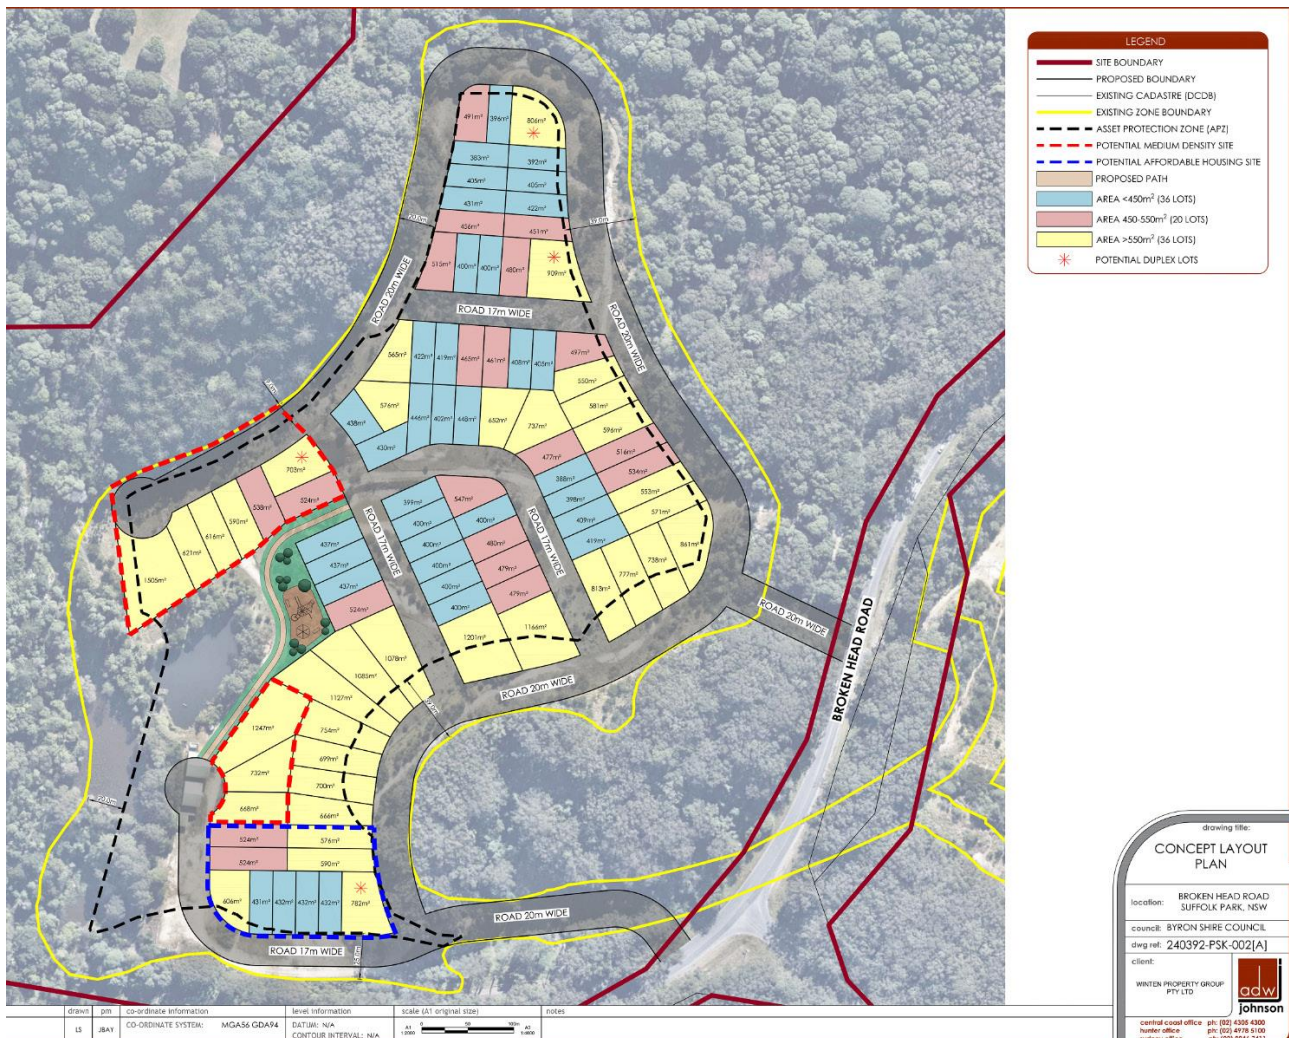 LEGEND
SITE BOUNDARY
PROPOSED BOUNDARY
EXISTING CADASTRE (DCDB)
EXISTING ZONE BOUNDARY
ASSET PROTECTION ZONE (APZ)
POTENTIAL MEDIUM DENSITY SITE
POTENTIAL AFFORDABLE HOUSING SITE
PROPOSED PATH
AREA <450m² (36 LOTS)
AREA 450-550m² (20 LOTS)
AREA >550m² (36 LOTS)
POTENTIAL DUPLEX LOTS
491m²
396m²
806m²
383m²
392m²
405m²
405m²
431m²
422m²
456m²
451m²
20.0m
39.0m
515m²
400m²
400m²
480m²
909m²
ROAD 20m WIDE
ROAD 17m WIDE
ROAD 20m WIDE
565m²
422m²
419m²
465m²
461m²
408m²
403m²
497m²
550m²
576m²
581m²
438m²
446m²
402m²
448m²
652m²
737m²
596m²
430m²
477m²
516m²
534m²
703m²
524m²
388m²
553m²
399m²
547m²
398m²
571m²
538m²
590m²
616m²
621m²
1505m²
400m²
400m²
409m²
419m²
437m²
437m²
437m²
524m²
ROAD 17m WIDE
400m²
480m²
400m²
479m²
400m²
479m²
400m²
ROAD 17m WIDE
861m²
738m²
777m²
813m²
1166m²
1201m²
ROAD 20m WIDE
BROKEN HEAD ROAD
1078m²
1085m²
1127m²
ROAD 20m WIDE
1247m²
754m²
699m²
732m²
700m²
668m²
666m²
20.0m
524m²
576m²
524m²
590m²
606m²
431m²
432m²
432m²
432m²
782m²
ROAD 20m WIDE
ROAD 17m WIDE
drawing title:
CONCEPT LAYOUT
PLAN
location: BROKEN HEAD ROAD
SUFFOLK PARK, NSW
council: BYRON SHIRE COUNCIL
dwg ref: 240392-PSK-002[A]
client:
WINTEN PROPERTY GROUP
PTY LTD
adw
johnson
central coast office ph: (02) 4305 4300
hunter office ph: (02) 4978 5100
drawn pm co-ordinate information level information scale (A1 original size) notes
LS JBAY CO-ORDINATE SYSTEM: MGA56 GDA94 DATUM: N/A
CONTOUR INTERVAL: N/A